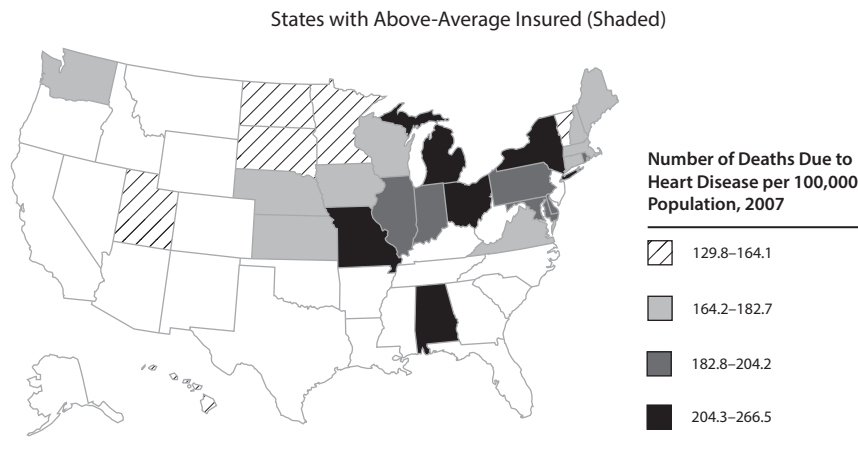 States with Above-Average Insured (Shaded)
Number of Deaths Due to
Heart Disease per 100,000
Population, 2007
129.8–164.1
164.2–182.7
182.8–204.2
204.3–266.5